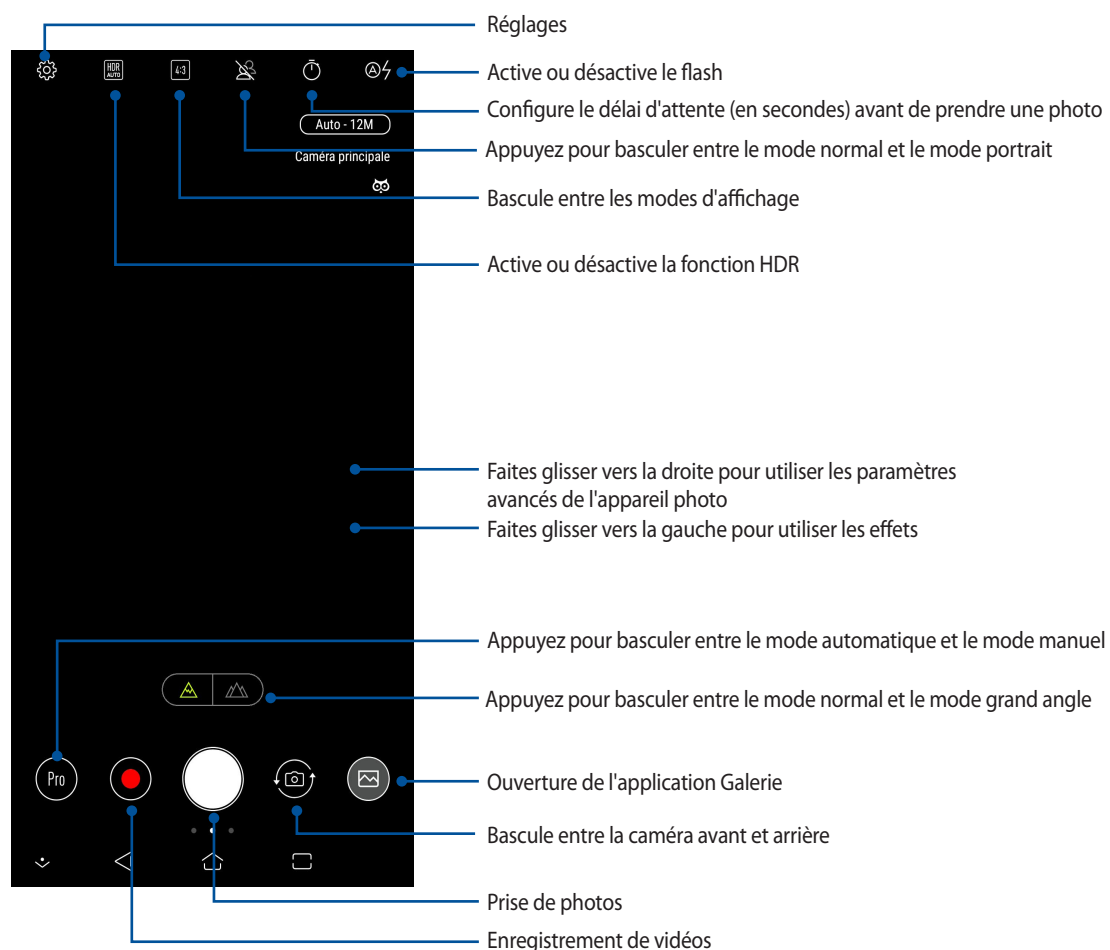 Réglages
Active ou désactive le flash
Configure le délai d'attente (en secondes) avant de prendre une photo
Appuyez pour basculer entre le mode normal et le mode portrait
Bascule entre les modes d'affichage
Active ou désactive la fonction HDR
HDR
AUTO
4:3
A
Auto - 12M
Caméra principale
Faites glisser vers la droite pour utiliser les paramètres
avancés de l'appareil photo
Faites glisser vers la gauche pour utiliser les effets
Appuyez pour basculer entre le mode automatique et le mode manuel
Appuyez pour basculer entre le mode normal et le mode grand angle
Pro
Ouverture de l'application Galerie
Bascule entre la caméra avant et arrière
Prise de photos
Enregistrement de vidéos